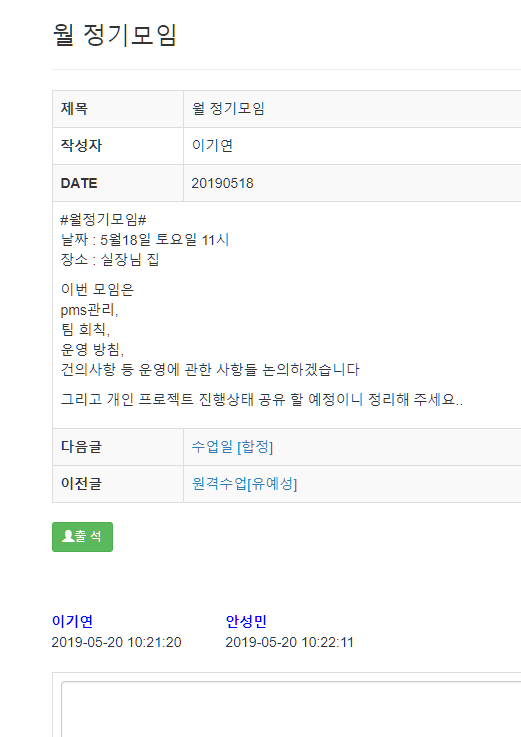 월 정기모임
제목 월 정기모임
작성자 이기연
DATE 20190518
#월정기모임#
날짜 : 5월18일 토요일 11시
장소 : 실장님 집
이번 모임은
pms관리,
팀 회칙,
운영 방침,
건의사항 등 운영에 관한 사항들 논의하겠습니다
그리고 개인 프로젝트 진행상태 공유 할 예정이니 정리해 주세요..
다음글 수업일 [합정]
이전글 원격수업[유예성]
출 석
이기연 안성민
2019-05-20 10:21:20 2019-05-20 10:22:11